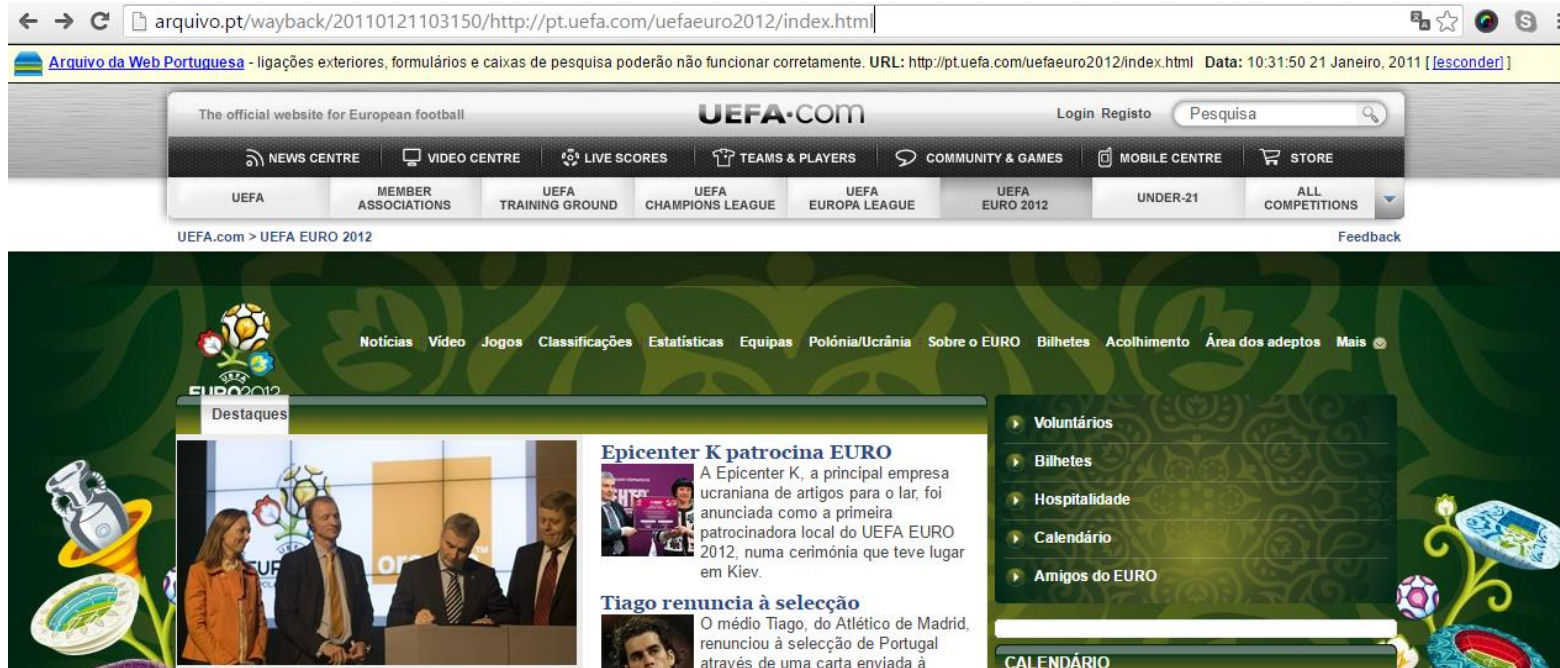 arquivo.pt/wayback/20110121103150/http://pt.uefa.com/uefaeuro2012/index.html
Arquivo da Web Portuguesa - ligações exteriores, formulários e caixas de pesquisa poderão não funcionar corretamente. URL: http://pt.uefa.com/uefaeuro2012/index.html Data: 10:31:50 21 Janeiro, 2011 [ [esconder] ]
The official website for European football UEFA.com Login Registo Pesquisa
NEWS CENTRE VIDEO CENTRE LIVE SCORES TEAMS & PLAYERS COMMUNITY & GAMES MOBILE CENTRE STORE
UEFA
MEMBER
ASSOCIATIONS
UEFA
TRAINING GROUND
UEFA
CHAMPIONS LEAGUE
UEFA
EUROPA LEAGUE
UEFA
EURO 2012
UNDER-21
ALL
COMPETITIONS
UEFA.com > UEFA EURO 2012 Feedback
UEFA
EURO2012
Notícias Vídeo Jogos Classificações Estatísticas Equipas Polónia/Ucrânia Sobre o EURO Bilhetes Acolhimento Área dos adeptos Mais
Destaques
Epicenter K patrocina EURO
A Epicenter K, a principal empresa
ucraniana de artigos para o lar, foi
anunciada como a primeira
patrocinadora local do UEFA EURO
2012, numa cerimónia que teve lugar
em Kiev.
Tiago renuncia à selecção
O médio Tiago, do Atlético de Madrid,
renunciou à selecção de Portugal
através de uma carta enviada à
Voluntários
Bilhetes
Hospitalidade
Calendário
Amigos do EURO
CALENDÁRIO